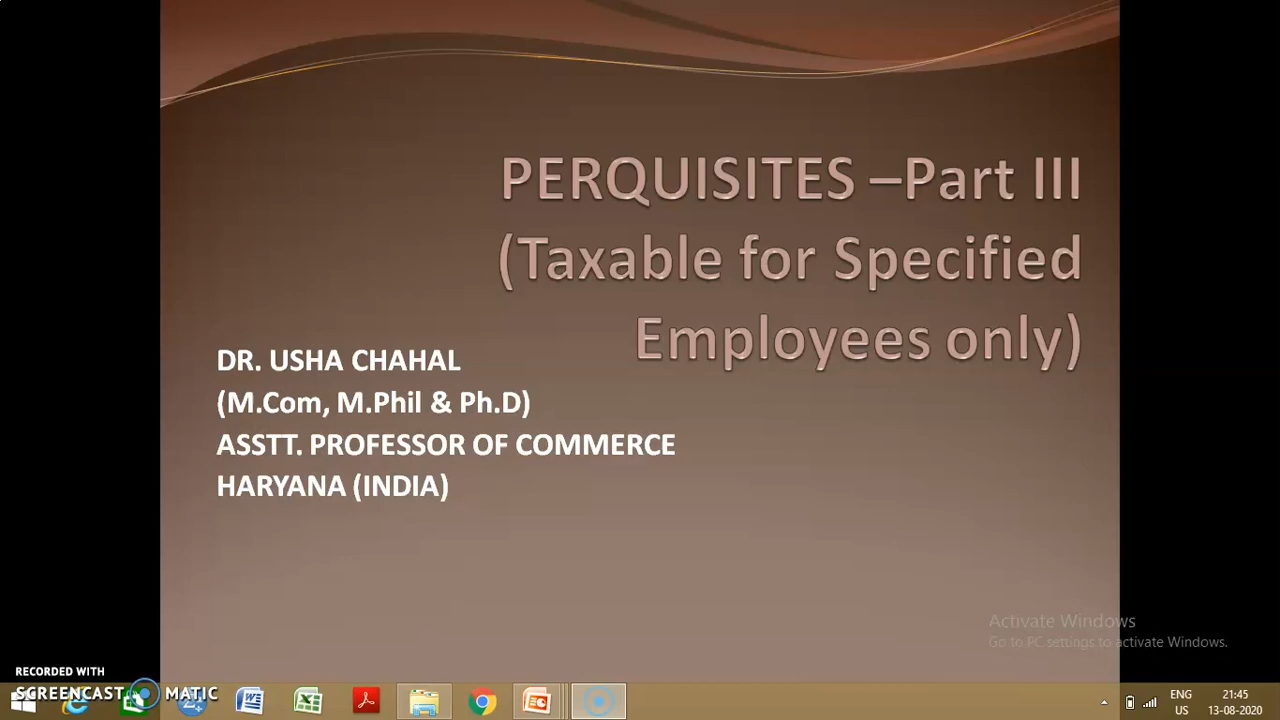 PERQUISITES –Part III
(Taxable for Specified
Employees only)
DR. USHA CHAHAL
(M.Com, M.Phil & Ph.D)
ASSTT. PROFESSOR OF COMMERCE
HARYANA (INDIA)
Activate Windows
Go to PC settings to activate Windows.
RECORDED WITH
SCREENCAST MATIC
ENG
US
21:45
13-08-2020